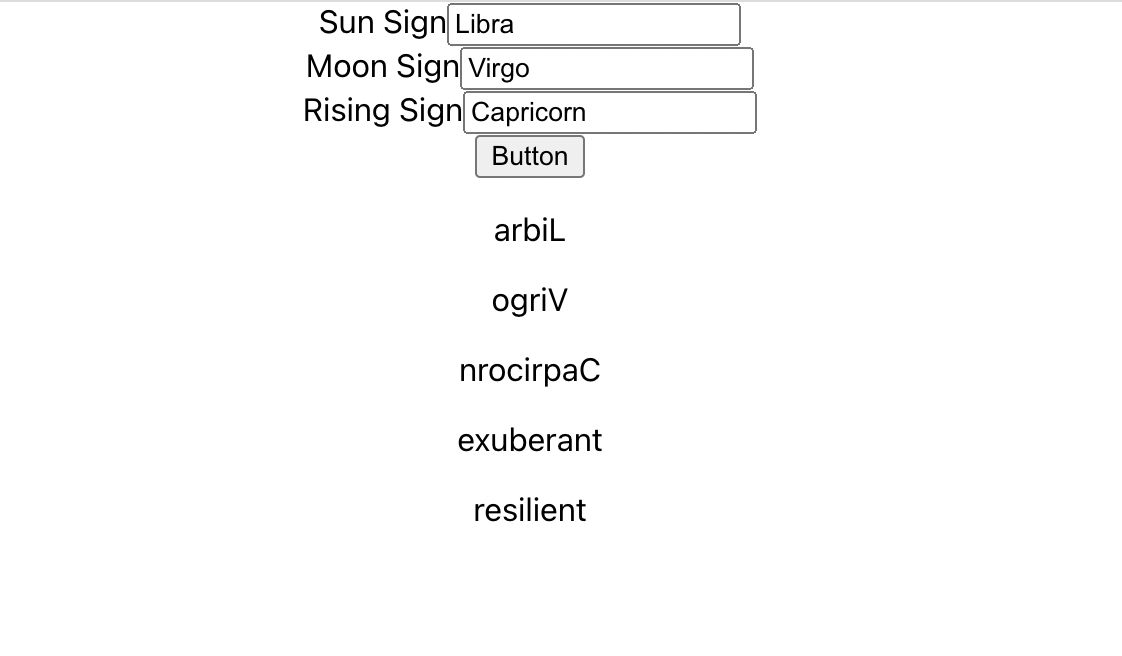 Sun Sign Libra
Moon Sign Virgo
Rising Sign Capricorn
Button
arbiL
ogriV
nrocirpaC
exuberant
resilient